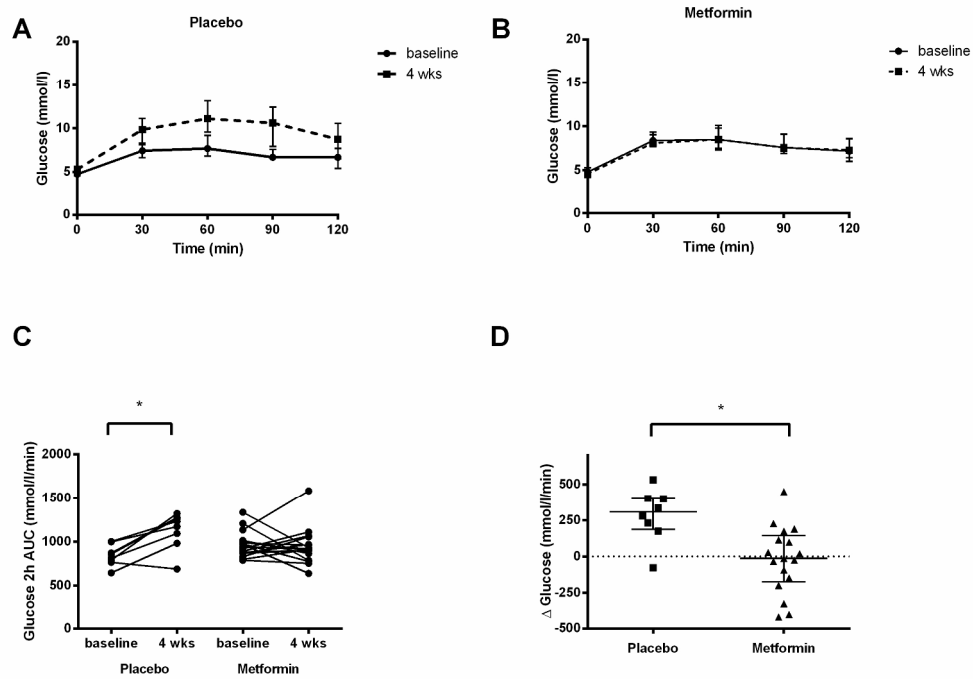 A
Placebo
20
15
10
5
0
Glucose (mmol/l)
0 30 60 90 120
Time (min)
baseline
4 wks
B
Metformin
20
15
10
5
0
Glucose (mmol/l)
0 30 60 90 120
Time (min)
baseline
4 wks
C
*
2000
1500
1000
500
0
Glucose 2h AUC (mmol/l/min)
baseline 4 wks baseline 4 wks
Placebo Metformin
D
*
500
250
0
-250
-500
Δ Glucose (mmol/l/min)
Placebo Metformin